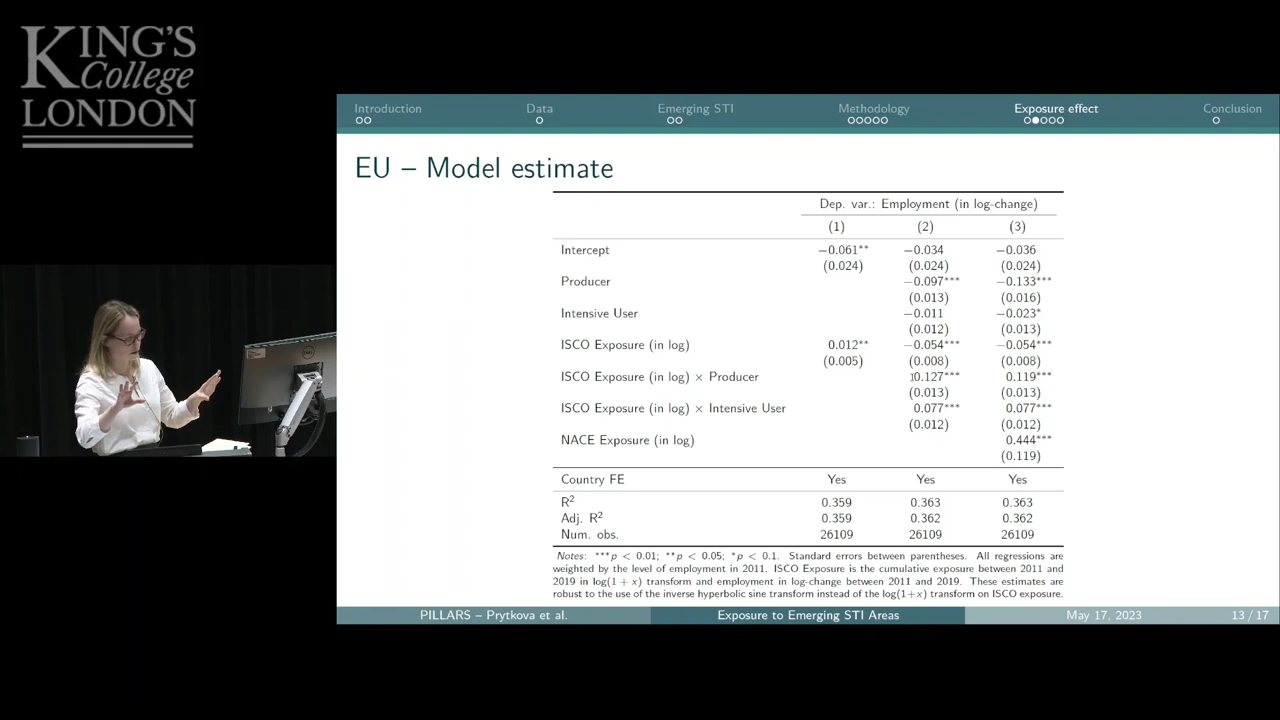 KING'S
College
LONDON
Introduction Data Emerging STI Methodology Exposure effect Conclusion
EU – Model estimate
Dep. var.: Employment (in log-change)
(1) (2) (3)
Intercept −0.061** −0.034 −0.036
(0.024) (0.024) (0.024)
Producer −0.097*** −0.133***
(0.013) (0.016)
Intensive User −0.011 −0.023*
(0.012) (0.013)
ISCO Exposure (in log) 0.012** −0.054*** −0.054***
(0.005) (0.008) (0.008)
ISCO Exposure (in log) × Producer 0.127*** 0.119***
(0.013) (0.013)
ISCO Exposure (in log) × Intensive User 0.077*** 0.077***
(0.012) (0.012)
NACE Exposure (in log) 0.444***
(0.119)
Country FE Yes Yes Yes
R² 0.359 0.363 0.363
Adj. R² 0.359 0.362 0.362
Num. obs. 26109 26109 26109
Notes: ***p < 0.01; **p < 0.05; *p < 0.1. Standard errors between parentheses. All regressions are
weighted by the level of employment in 2011. ISCO Exposure is the cumulative exposure between 2011 and
2019 in log(1 + x) transform and employment in log-change between 2011 and 2019. These estimates are
robust to the use of the inverse hyperbolic sine transform instead of the log(1+x) transform on ISCO exposure.
PILLARS – Prytkova et al. Exposure to Emerging STI Areas May 17, 2023 13 / 17